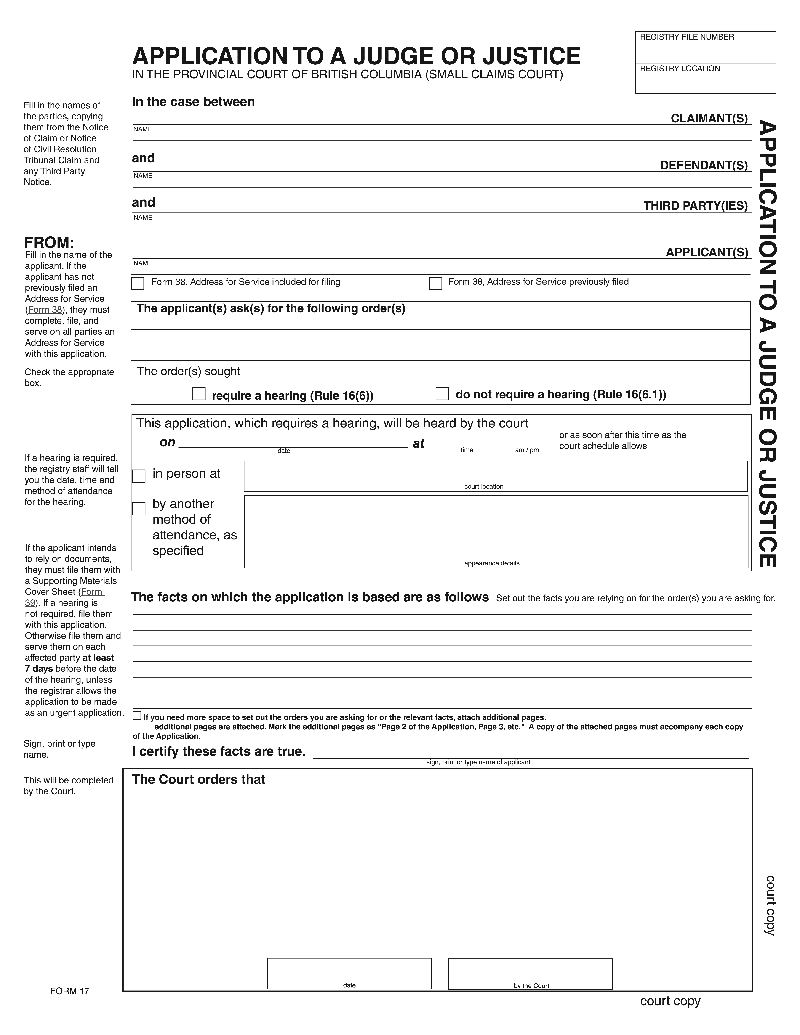 REGISTRY FILE NUMBER
APPLICATION TO A JUDGE OR JUSTICE
IN THE PROVINCIAL COURT OF BRITISH COLUMBIA (SMALL CLAIMS COURT)
REGISTRY LOCATION
In the case between
Fill in the names of
the parties, copying
them from the Notice
of Claim or Notice
of Civil Resolution
Tribunal Claim and
any Third Party
Notice.
CLAIMANT(S)
NAME
and
DEFENDANT(S)
NAME
and
THIRD PARTY(IES)
NAME
FROM:
Fill in the name of the
applicant. If the
applicant has not
previously filed an
Address for Service
(Form 38), they must
complete, file, and
serve on all parties an
Address for Service
with this application.
APPLICANT(S)
NAME
Form 38, Address for Service included for filing
Form 38, Address for Service previously filed
The applicant(s) ask(s) for the following order(s)
Check the appropriate
box.
The order(s) sought
require a hearing (Rule 16(6))
do not require a hearing (Rule 16(6.1))
This application, which requires a hearing, will be heard by the court
on
date
at
time
am / pm
or as soon after this time as the
court schedule allows
If a hearing is required,
the registry staff will tell
you the date, time and
method of attendance
for the hearing.
in person at
court location
by another
method of
attendance, as
specified
appearance details
If the applicant intends
to rely on documents,
they must file them with
a Supporting Materials
Cover Sheet (Form
39). If a hearing is
not required, file them
with this application.
Otherwise file them and
serve them on each
affected party at least
7 days before the date
of the hearing, unless
the registrar allows the
application to be made
as an urgent application.
The facts on which the application is based are as follows Set out the facts you are relying on for the order(s) you are asking for.
If you need more space to set out the orders you are asking for or the relevant facts, attach additional pages.
additional pages are attached. Mark the additional pages as "Page 2 of the Application, Page 3, etc." A copy of the attached pages must accompany each copy
of the Application.
Sign, print or type
name.
I certify these facts are true.
sign, print or type name of applicant
This will be completed
by the Court.
The Court orders that
date
by the Court
FORM 17
court copy
APPLICATION TO A JUDGE OR JUSTICE
court copy